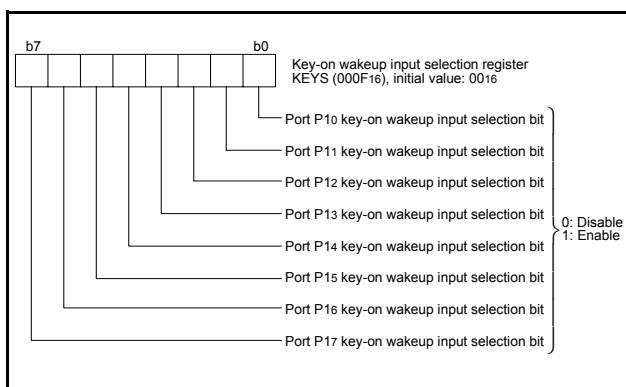 b7 b0
Key-on wakeup input selection register
KEYS (000F16), initial value: 0016
Port P10 key-on wakeup input selection bit
Port P11 key-on wakeup input selection bit
Port P12 key-on wakeup input selection bit
Port P13 key-on wakeup input selection bit
0: Disable
1: Enable
Port P14 key-on wakeup input selection bit
Port P15 key-on wakeup input selection bit
Port P16 key-on wakeup input selection bit
Port P17 key-on wakeup input selection bit